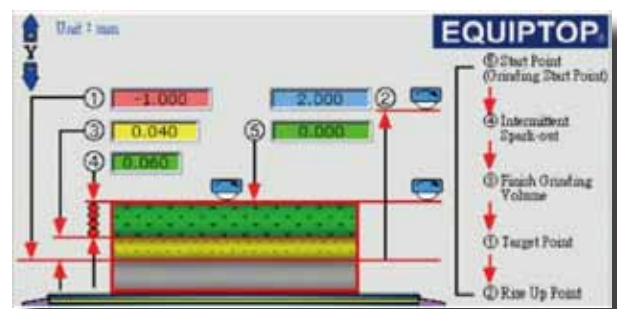 Y
Unit : mm
EQUIPTOP
① -1.000
2.000 ②
③ 0.040
⑤ 0.000
④ 0.060
⑤ Start Point
(Grinding Start Point)
④ Intermittent
Spark-out
③ Finish Grinding
Volume
① Target Point
② Rise Up Point